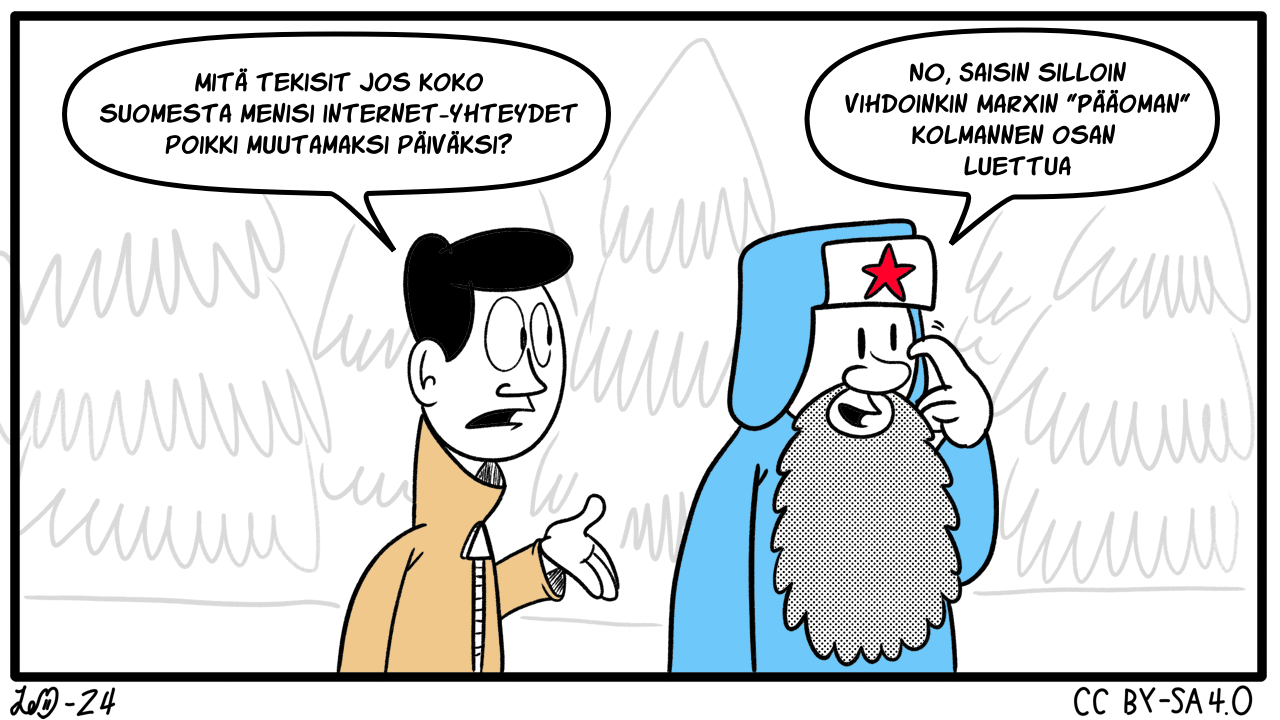 MITÄ TEKISIT JOS KOKO
SUOMESTA MENISI INTERNET-YHTEYDET
POIKKI MUUTAMAKSI PÄIVÄKSI?
NO, SAISIN SILLOIN
VIHDOINKIN MARXIN "PÄÄOMAN"
KOLMANNEN OSAN
LUETTUA
-24
CC BY-SA 4.0